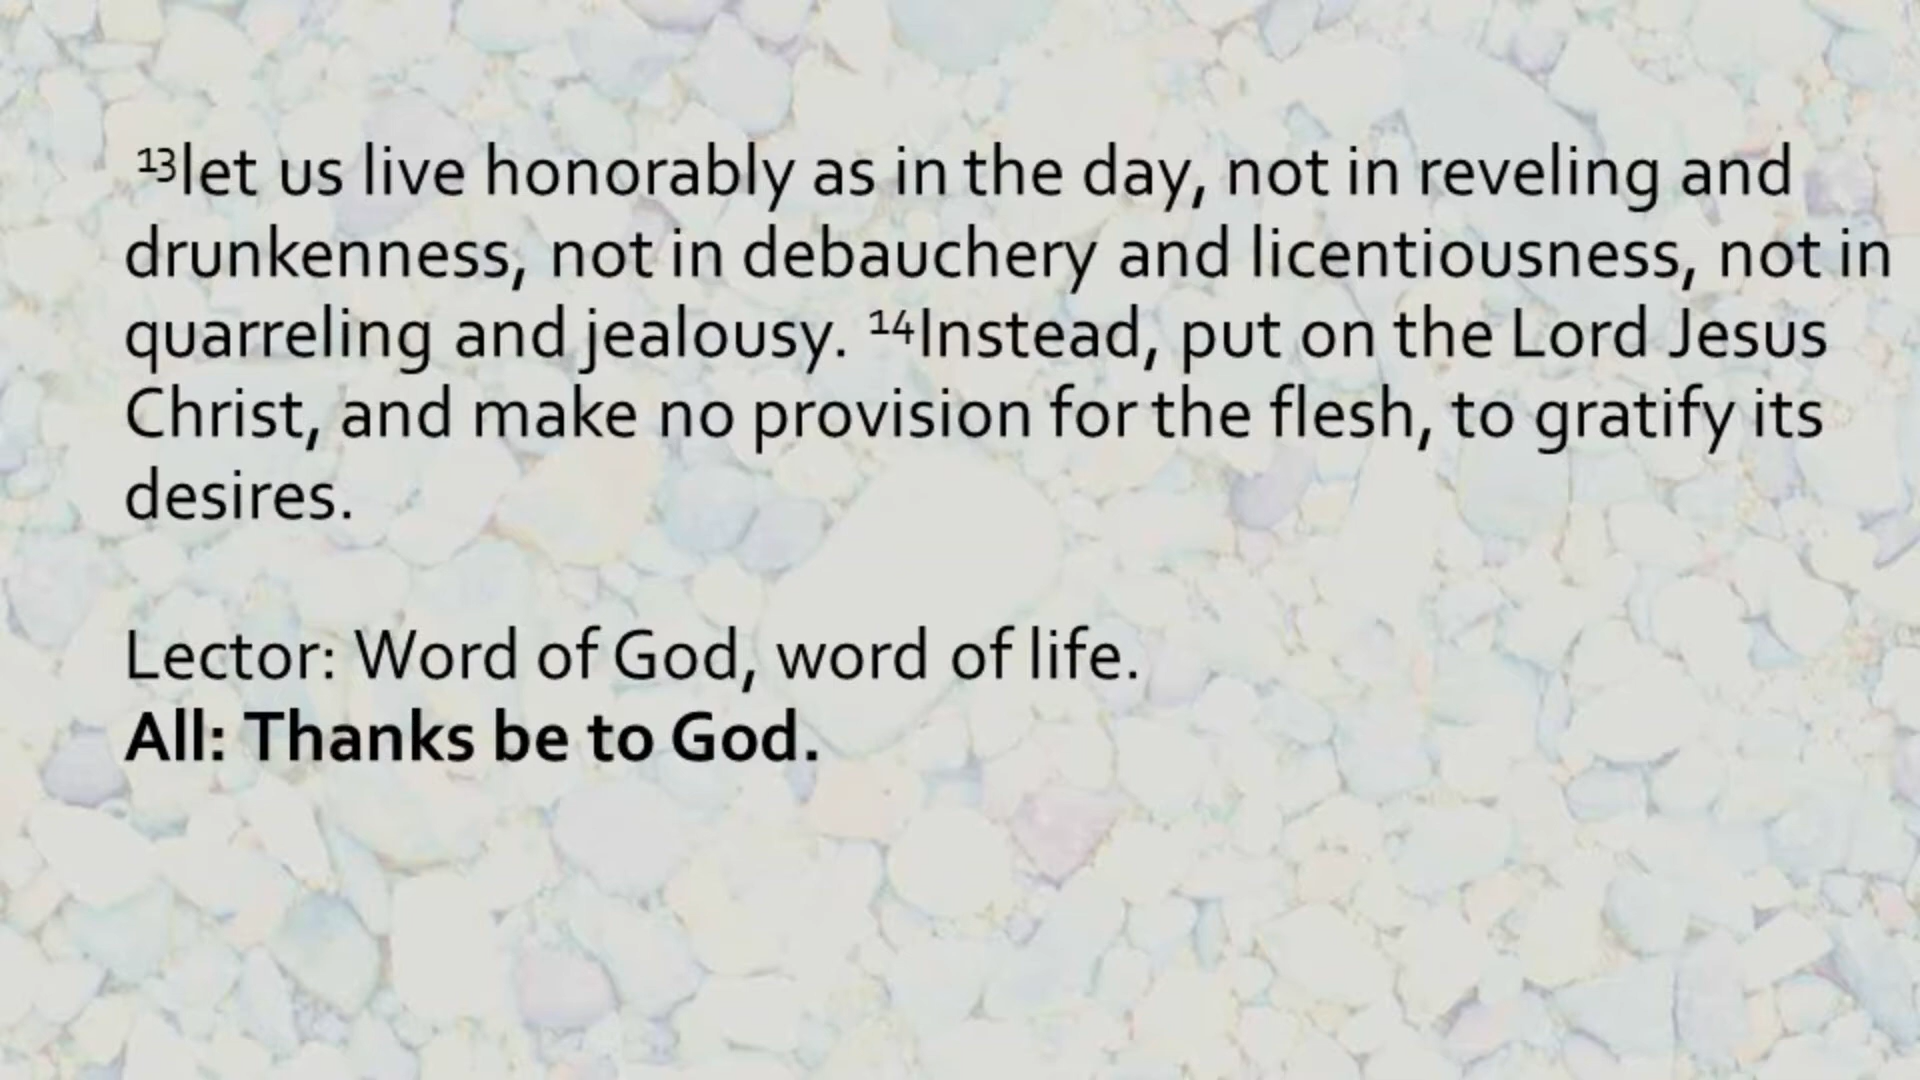 ¹³let us live honorably as in the day, not in reveling and
drunkenness, not in debauchery and licentiousness, not in
quarreling and jealousy. ¹⁴Instead, put on the Lord Jesus
Christ, and make no provision for the flesh, to gratify its
desires.
Lector: Word of God, word of life.
All: Thanks be to God.